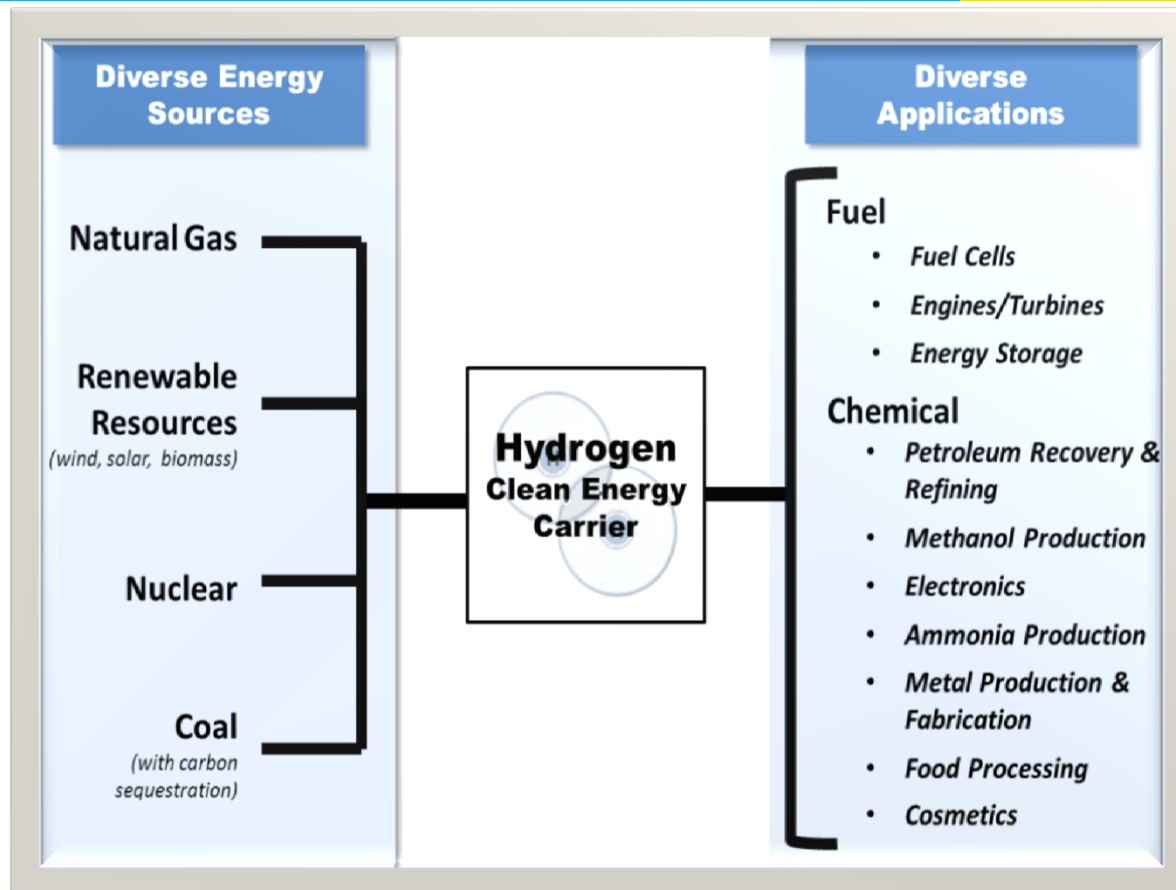 Diverse Energy
Sources
Natural Gas
Renewable
Resources
(wind, solar, biomass)
Nuclear
Coal
(with carbon
sequestration)
Hydrogen
Clean Energy
Carrier
Diverse
Applications
Fuel
• Fuel Cells
• Engines/Turbines
• Energy Storage
Chemical
• Petroleum Recovery &
Refining
• Methanol Production
• Electronics
• Ammonia Production
• Metal Production &
Fabrication
• Food Processing
• Cosmetics